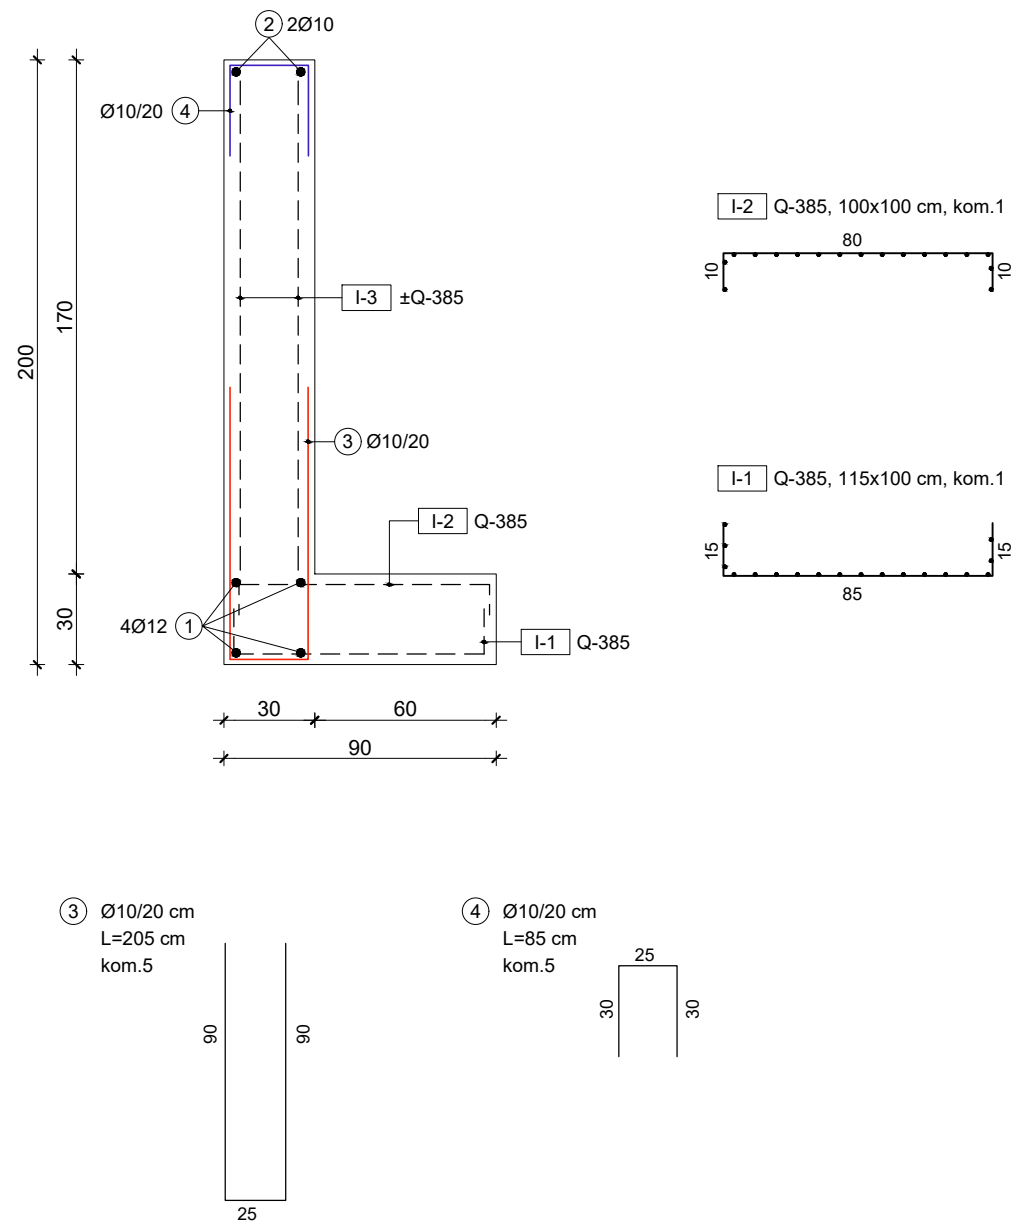 2 2Ø10
Ø10/20 4
I-2 Q-385, 100x100 cm, kom.1
80
10
10
I-3 ±Q-385
170
200
3 Ø10/20
I-1 Q-385, 115x100 cm, kom.1
15
15
85
I-2 Q-385
30
4Ø12 1
I-1 Q-385
30
60
90
3 Ø10/20 cm
L=205 cm
kom.5
90
90
25
4 Ø10/20 cm
L=85 cm
kom.5
25
30
30